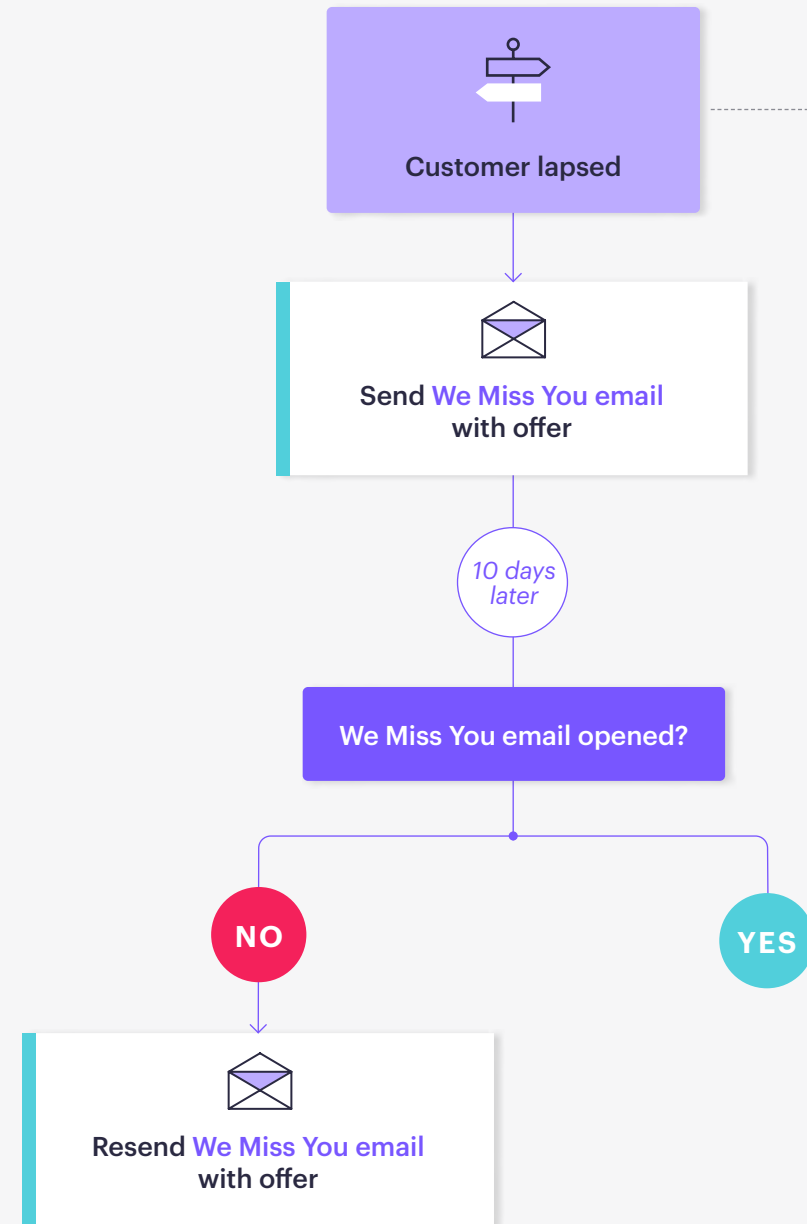 Customer lapsed
Send We Miss You email
with offer
10 days
later
We Miss You email opened?
NO
YES
Resend We Miss You email
with offer